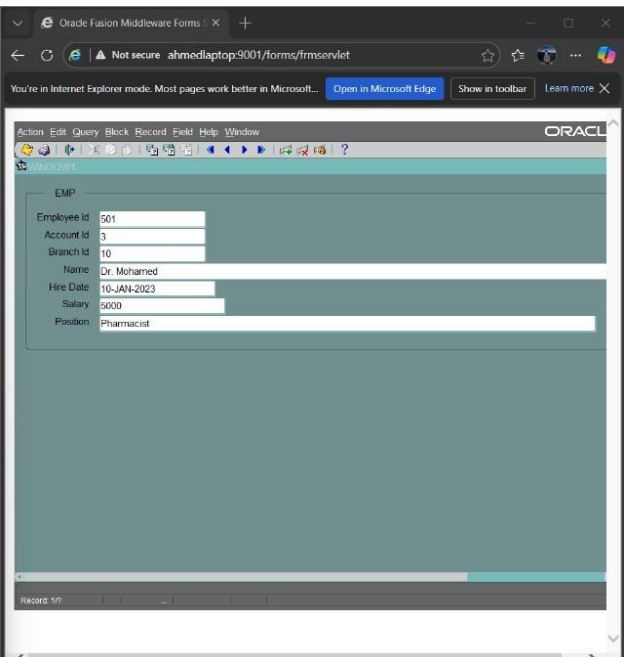 Oracle Fusion Middleware Forms S
Not secure ahmedlaptop:9001/forms/frmservlet
You're in Internet Explorer mode. Most pages work better in Microsoft... Open in Microsoft Edge Show in toolbar Learn more
Action Edit Query Block Record Field Help Window ORACL
?
WINDOW1
EMP
Employee Id 501
Account Id 3
Branch Id 10
Name Dr. Mohamed
Hire Date 10-JAN-2023
Salary 5000
Position Pharmacist
Record: 1/? ...